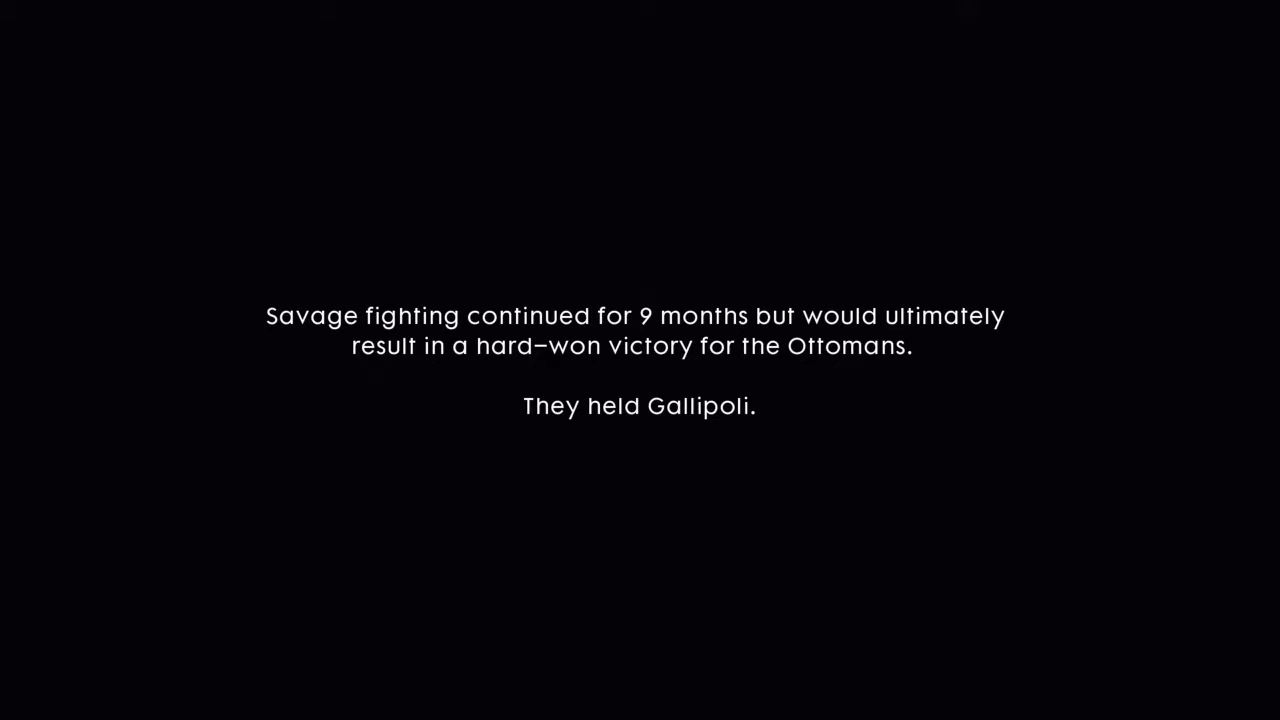 Savage fighting continued for 9 months but would ultimately
result in a hard–won victory for the Ottomans.
They held Gallipoli.